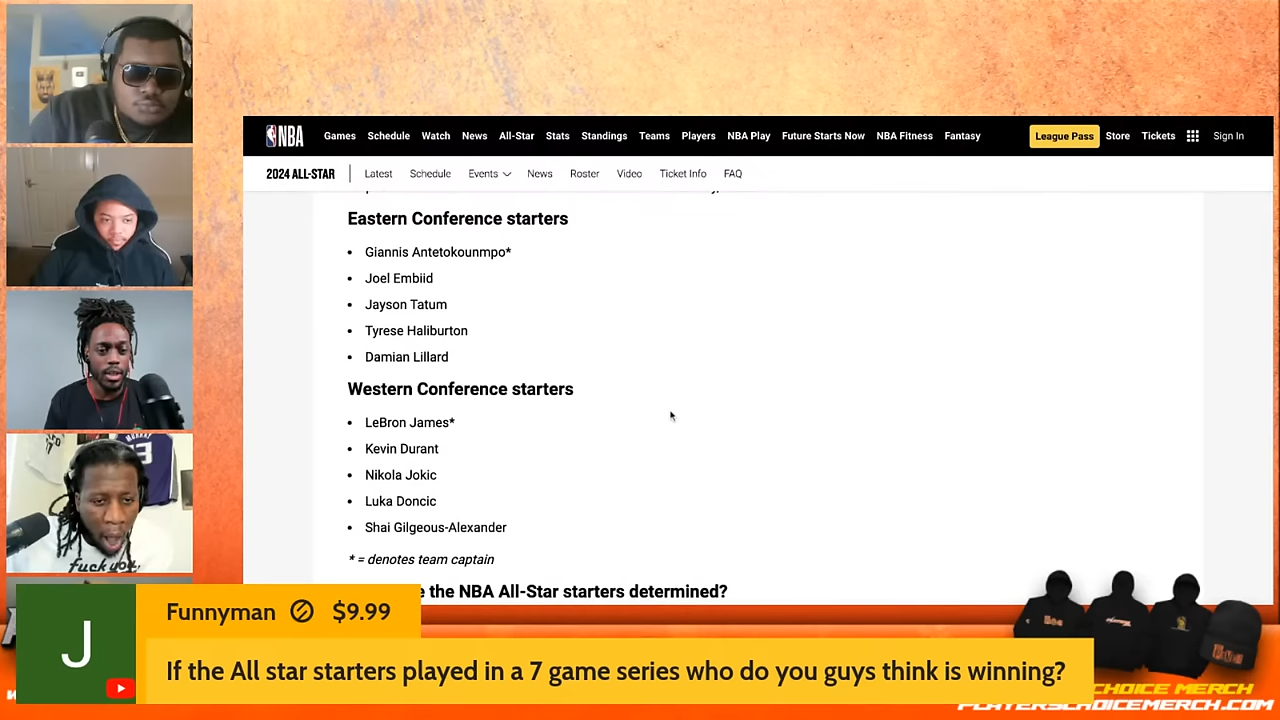 NBA Games Schedule Watch News All-Star Stats Standings Teams Players NBA Play Future Starts Now NBA Fitness Fantasy League Pass Store Tickets Sign In
2024 ALL-STAR Latest Schedule Events News Roster Video Ticket Info FAQ
Eastern Conference starters
• Giannis Antetokounmpo*
• Joel Embiid
• Jayson Tatum
• Tyrese Haliburton
• Damian Lillard
Western Conference starters
• LeBron James*
• Kevin Durant
• Nikola Jokic
• Luka Doncic
• Shai Gilgeous-Alexander
* = denotes team captain
the NBA All-Star starters determined?
fuck you.
J
Funnyman $9.99
If the All star starters played in a 7 game series who do you guys think is winning?
CHOICE MERCH
PLAYERSCHOICEMERCH.COM